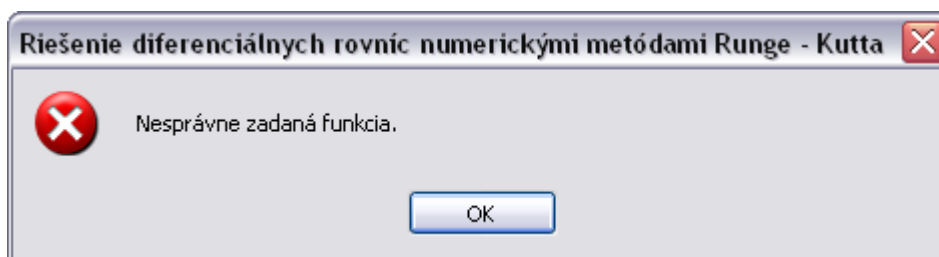 Riešenie diferenciálnych rovníc numerickými metódami Runge - Kutta
Nesprávne zadaná funkcia.
OK